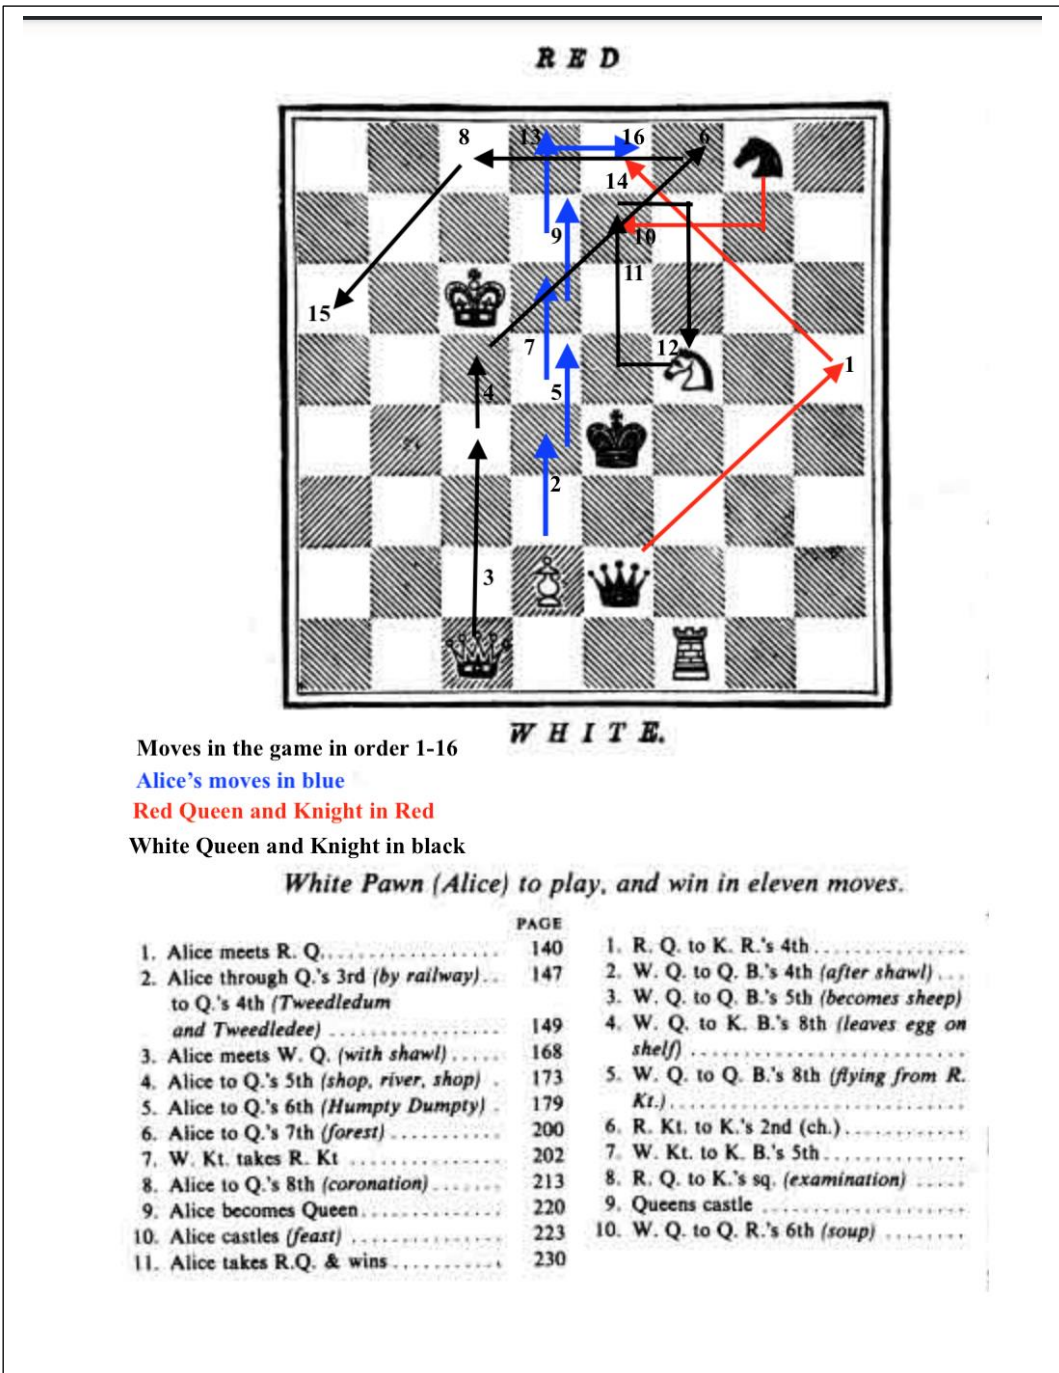 RED
8
13
16
6
14
9
10
11
15
7
12
1
4
5
2
3
WHITE.
Moves in the game in order 1-16
Alice's moves in blue
Red Queen and Knight in Red
White Queen and Knight in black
White Pawn (Alice) to play, and win in eleven moves.
PAGE
1. Alice meets R. Q. .................. 140
2. Alice through Q.'s 3rd (by railway) .. 147
to Q.'s 4th (Tweedledum
and Tweedledee) .................. 149
3. Alice meets W. Q. (with shawl) ..... 168
4. Alice to Q.'s 5th (shop, river, shop) . 173
5. Alice to Q.'s 6th (Humpty Dumpty) . 179
6. Alice to Q.'s 7th (forest) ........... 200
7. W. Kt. takes R. Kt ................ 202
8. Alice to Q.'s 8th (coronation) ....... 213
9. Alice becomes Queen .............. 220
10. Alice castles (feast) ............... 223
11. Alice takes R.Q. & wins ........... 230
1. R. Q. to K. R.'s 4th ................
2. W. Q. to Q. B.'s 4th (after shawl) ...
3. W. Q. to Q. B.'s 5th (becomes sheep)
4. W. Q. to K. B.'s 8th (leaves egg on
shelf) ..........................
5. W. Q. to Q. B.'s 8th (flying from R.
Kt.) ............................
6. R. Kt. to K.'s 2nd (ch.) .............
7. W. Kt. to K. B.'s 5th ...............
8. R. Q. to K.'s sq. (examination) .....
9. Queens castle .....................
10. W. Q. to Q. R.'s 6th (soup) ........